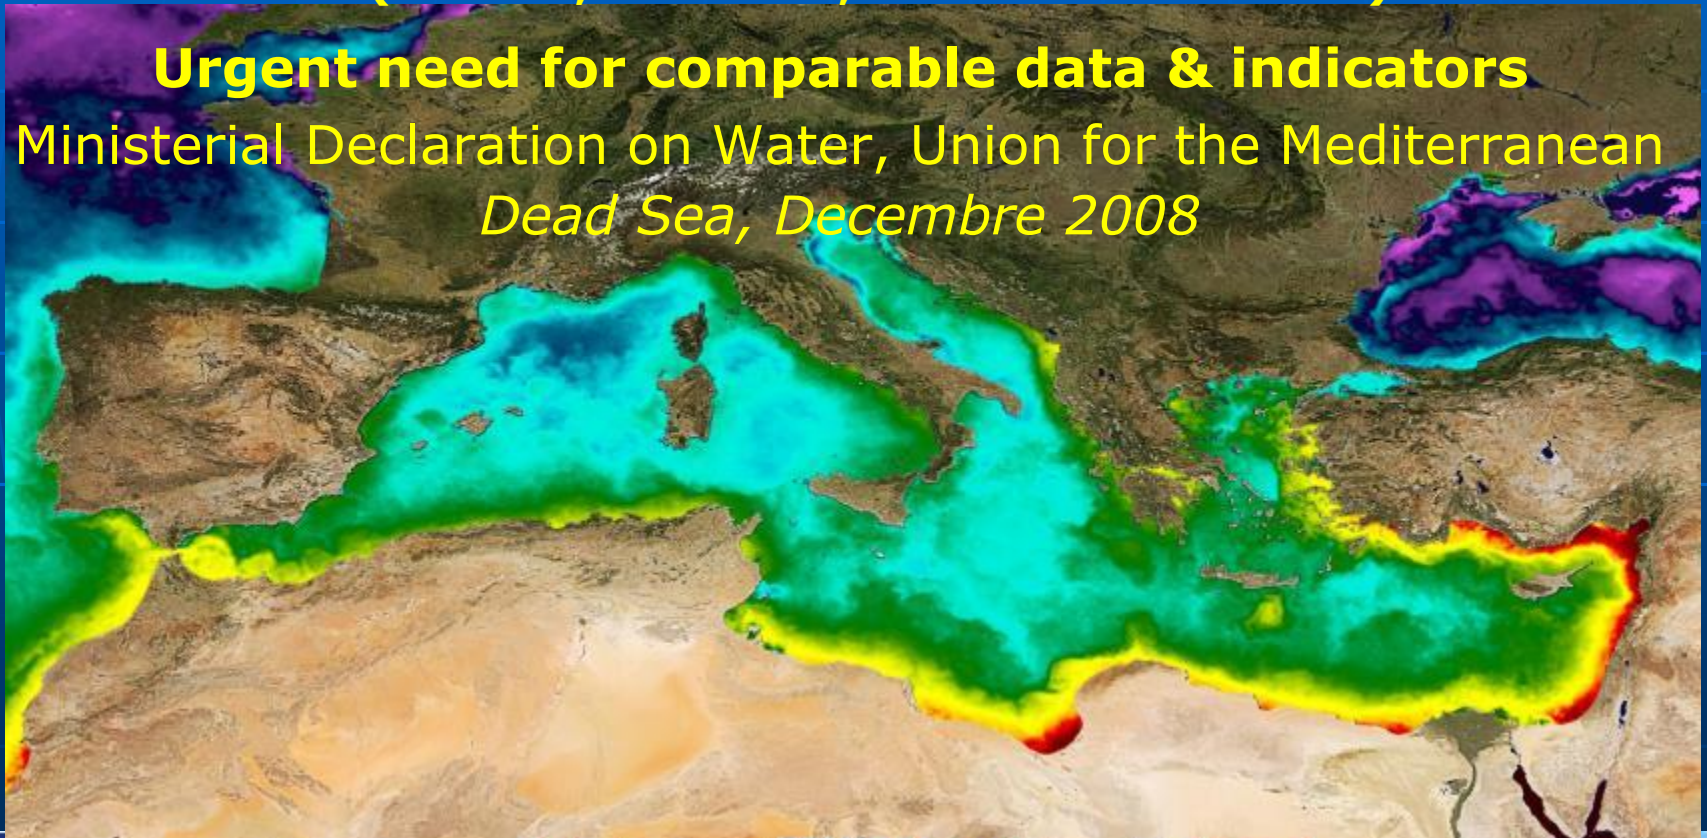 Urgent need for comparable data & indicators
Ministerial Declaration on Water, Union for the Mediterranean
Dead Sea, Decembre 2008